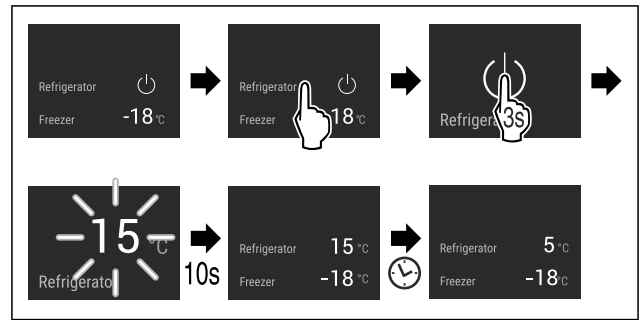 Refrigerator
Freezer -18 °C
Refrigerator
Freezer 18 °C
3s
Refrigera
15 °C
Refrigerato
10s
Refrigerator 15 °C
Freezer -18 °C
Refrigerator 5 °C
Freezer -18 °C